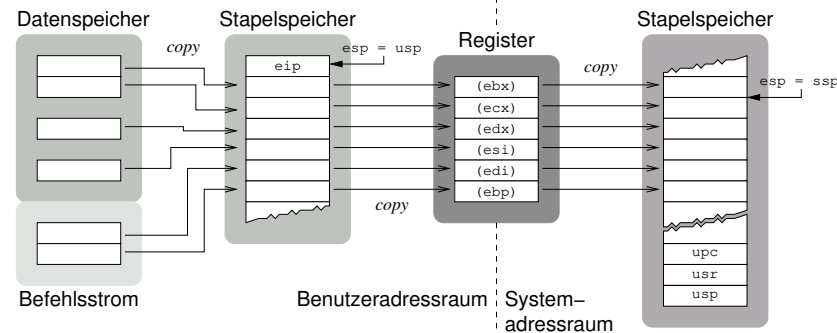 Datenspeicher
Stapelspeicher
Stapelspeicher
copy
esp = usp
Register
copy
esp = ssp
eip
(ebx)
(ecx)
(edx)
(esi)
(edi)
(ebp)
copy
upc
usr
usp
Befehlsstrom
Benutzeradressraum
System-
adressraum